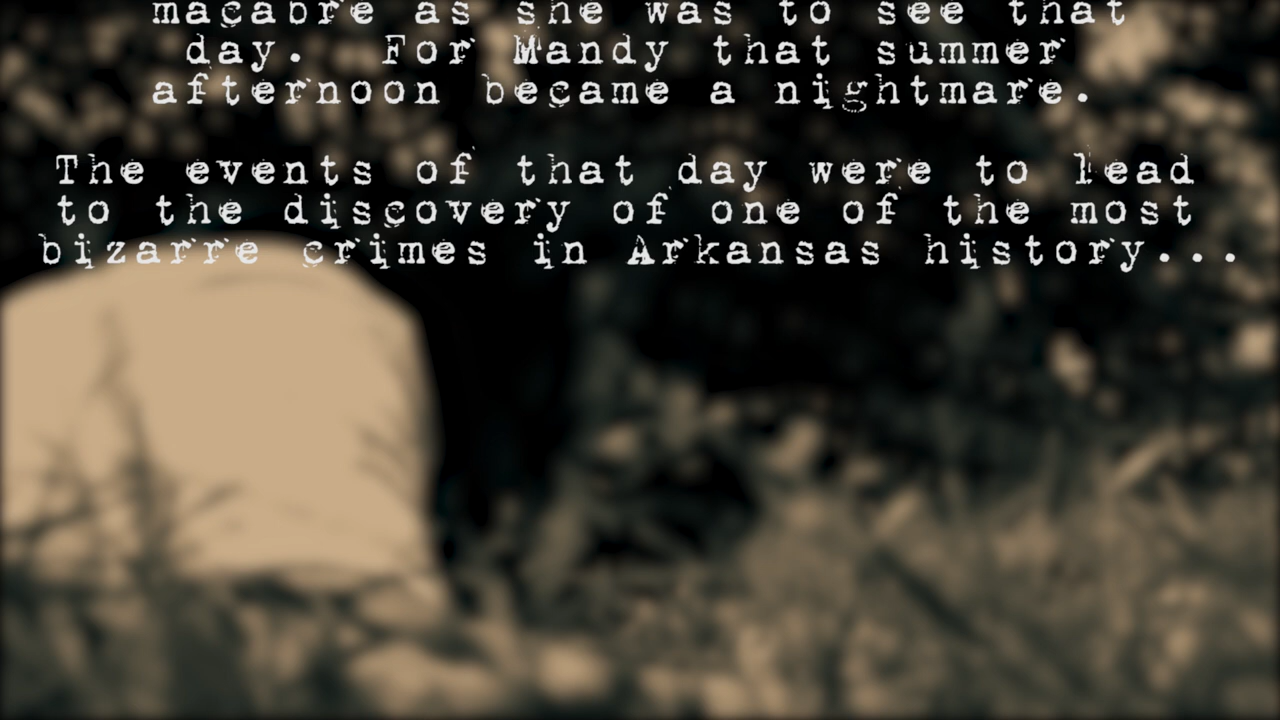 macabre as she was to see that
day. For Mandy that summer
afternoon became a nightmare.
The events of that day were to lead
to the discovery of one of the most
bizarre crimes in Arkansas history...